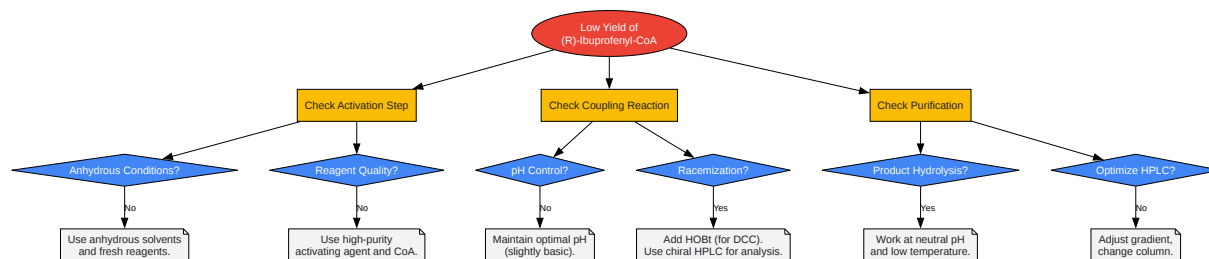 Low Yield of
(R)-Ibuprofenyl-CoA
Check Activation Step
Check Coupling Reaction
Check Purification
Anhydrous Conditions?
Reagent Quality?
pH Control?
Racemization?
Product Hydrolysis?
Optimize HPLC?
No
No
No
Yes
Yes
No
Use anhydrous solvents
and fresh reagents.
Use high-purity
activating agent and CoA.
Maintain optimal pH
(slightly basic).
Add HOBt (for DCC).
Use chiral HPLC for analysis.
Work at neutral pH
and low temperature.
Adjust gradient,
change column.